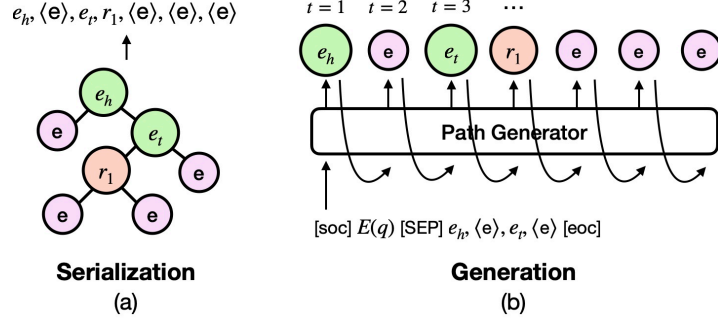 e_h, ⟨e⟩, e_t, r_1, ⟨e⟩, ⟨e⟩, ⟨e⟩
e_h
e
e_t
r_1
e
e
e
Serialization
(a)
t = 1 t = 2 t = 3 ⋯
e_h e e_t r_1 e e e
Path Generator
[soc] E(q) [SEP] e_h, ⟨e⟩, e_t, ⟨e⟩ [eoc]
Generation
(b)